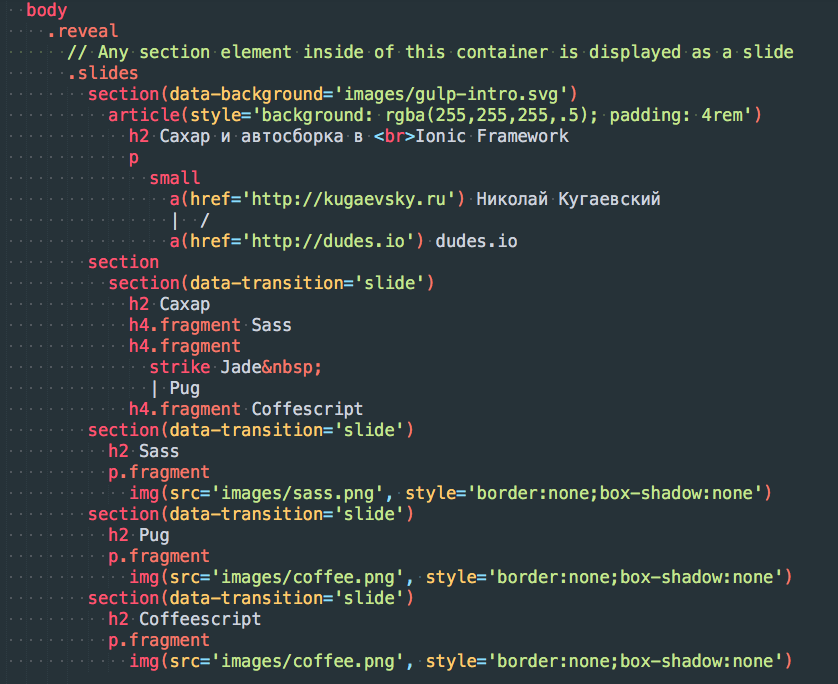 body
.reveal
// Any section element inside of this container is displayed as a slide
.slides
section(data-background='images/gulp-intro.svg')
article(style='background: rgba(255,255,255,.5); padding: 4rem')
h2 Сахар и автосборка в <br>Ionic Framework
p
small
a(href='http://kugaevsky.ru') Николай Кугаевский
| /
a(href='http://dudes.io') dudes.io
section
section(data-transition='slide')
h2 Сахар
h4.fragment Sass
h4.fragment
strike Jade&nbsp;
| Pug
h4.fragment Coffescript
section(data-transition='slide')
h2 Sass
p.fragment
img(src='images/sass.png', style='border:none;box-shadow:none')
section(data-transition='slide')
h2 Pug
p.fragment
img(src='images/coffee.png', style='border:none;box-shadow:none')
section(data-transition='slide')
h2 Coffeescript
p.fragment
img(src='images/coffee.png', style='border:none;box-shadow:none')